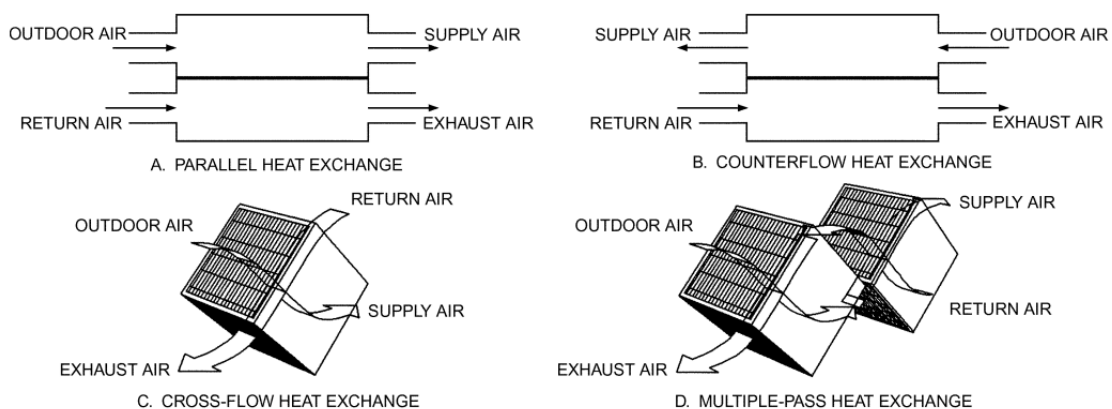 OUTDOOR AIR
SUPPLY AIR
RETURN AIR
EXHAUST AIR
A. PARALLEL HEAT EXCHANGE
SUPPLY AIR
OUTDOOR AIR
RETURN AIR
EXHAUST AIR
B. COUNTERFLOW HEAT EXCHANGE
RETURN AIR
OUTDOOR AIR
SUPPLY AIR
EXHAUST AIR
C. CROSS-FLOW HEAT EXCHANGE
SUPPLY AIR
OUTDOOR AIR
RETURN AIR
EXHAUST AIR
D. MULTIPLE-PASS HEAT EXCHANGE